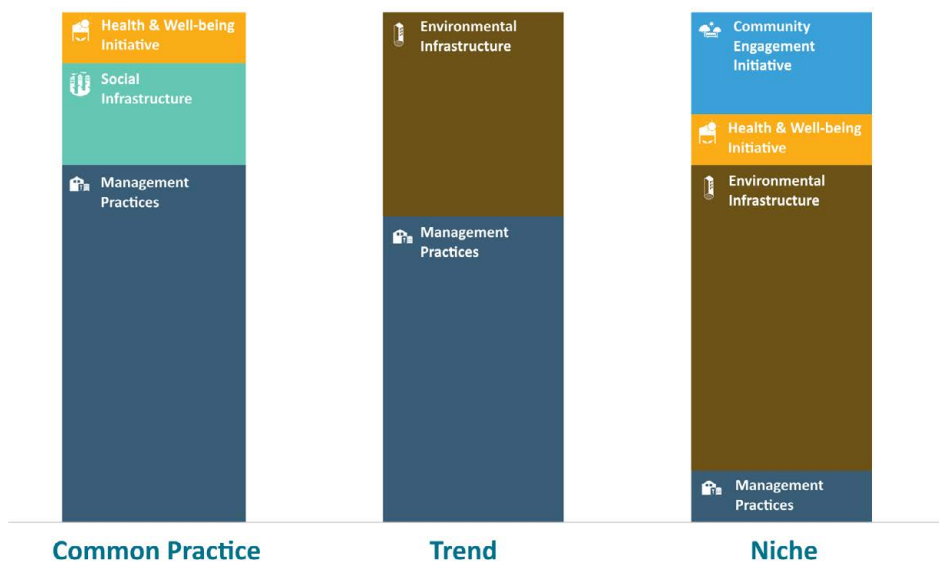 Health & Well-being
Initiative
Social
Infrastructure
Management
Practices
Environmental
Infrastructure
Management
Practices
Community
Engagement
Initiative
Health & Well-being
Initiative
Environmental
Infrastructure
Management
Practices
Common Practice
Trend
Niche